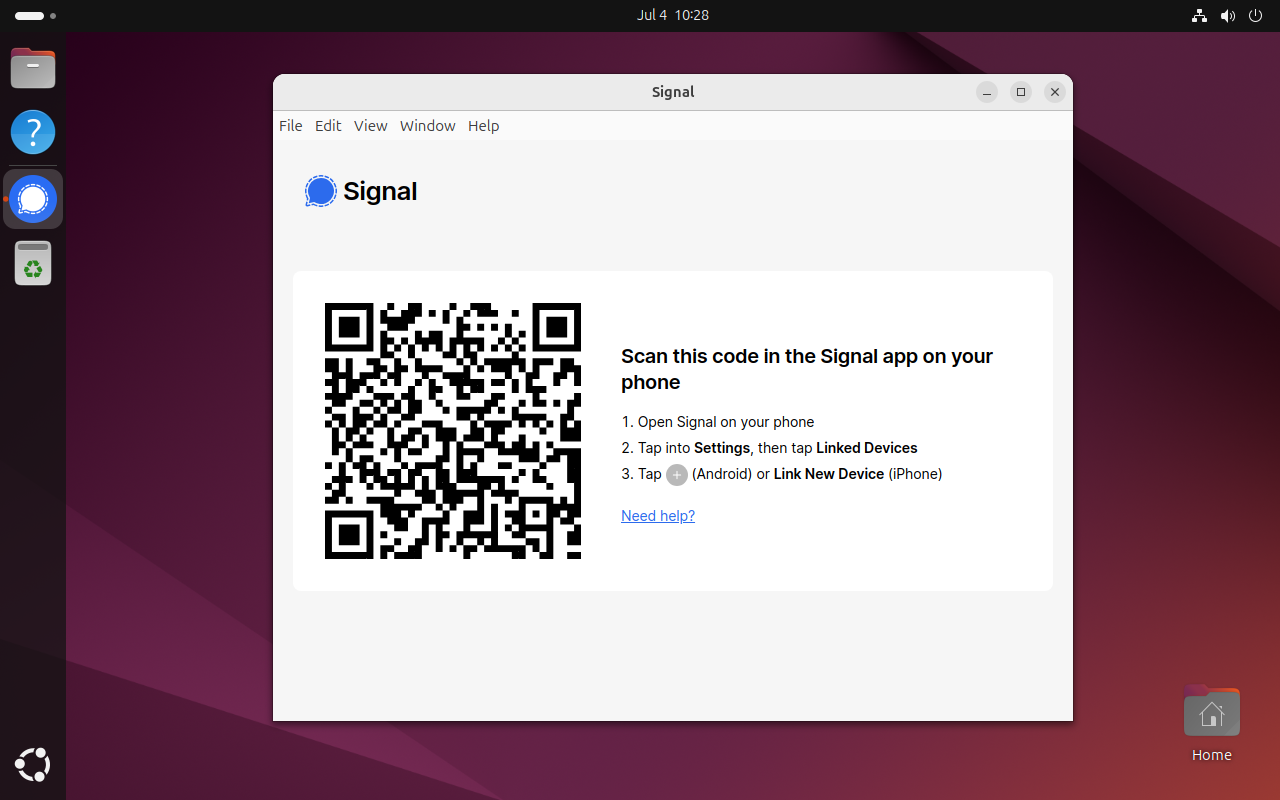 Jul 4 10:28
Signal
File Edit View Window Help
Signal
Scan this code in the Signal app on your
phone
1. Open Signal on your phone
2. Tap into Settings, then tap Linked Devices
3. Tap + (Android) or Link New Device (iPhone)
Need help?
Home